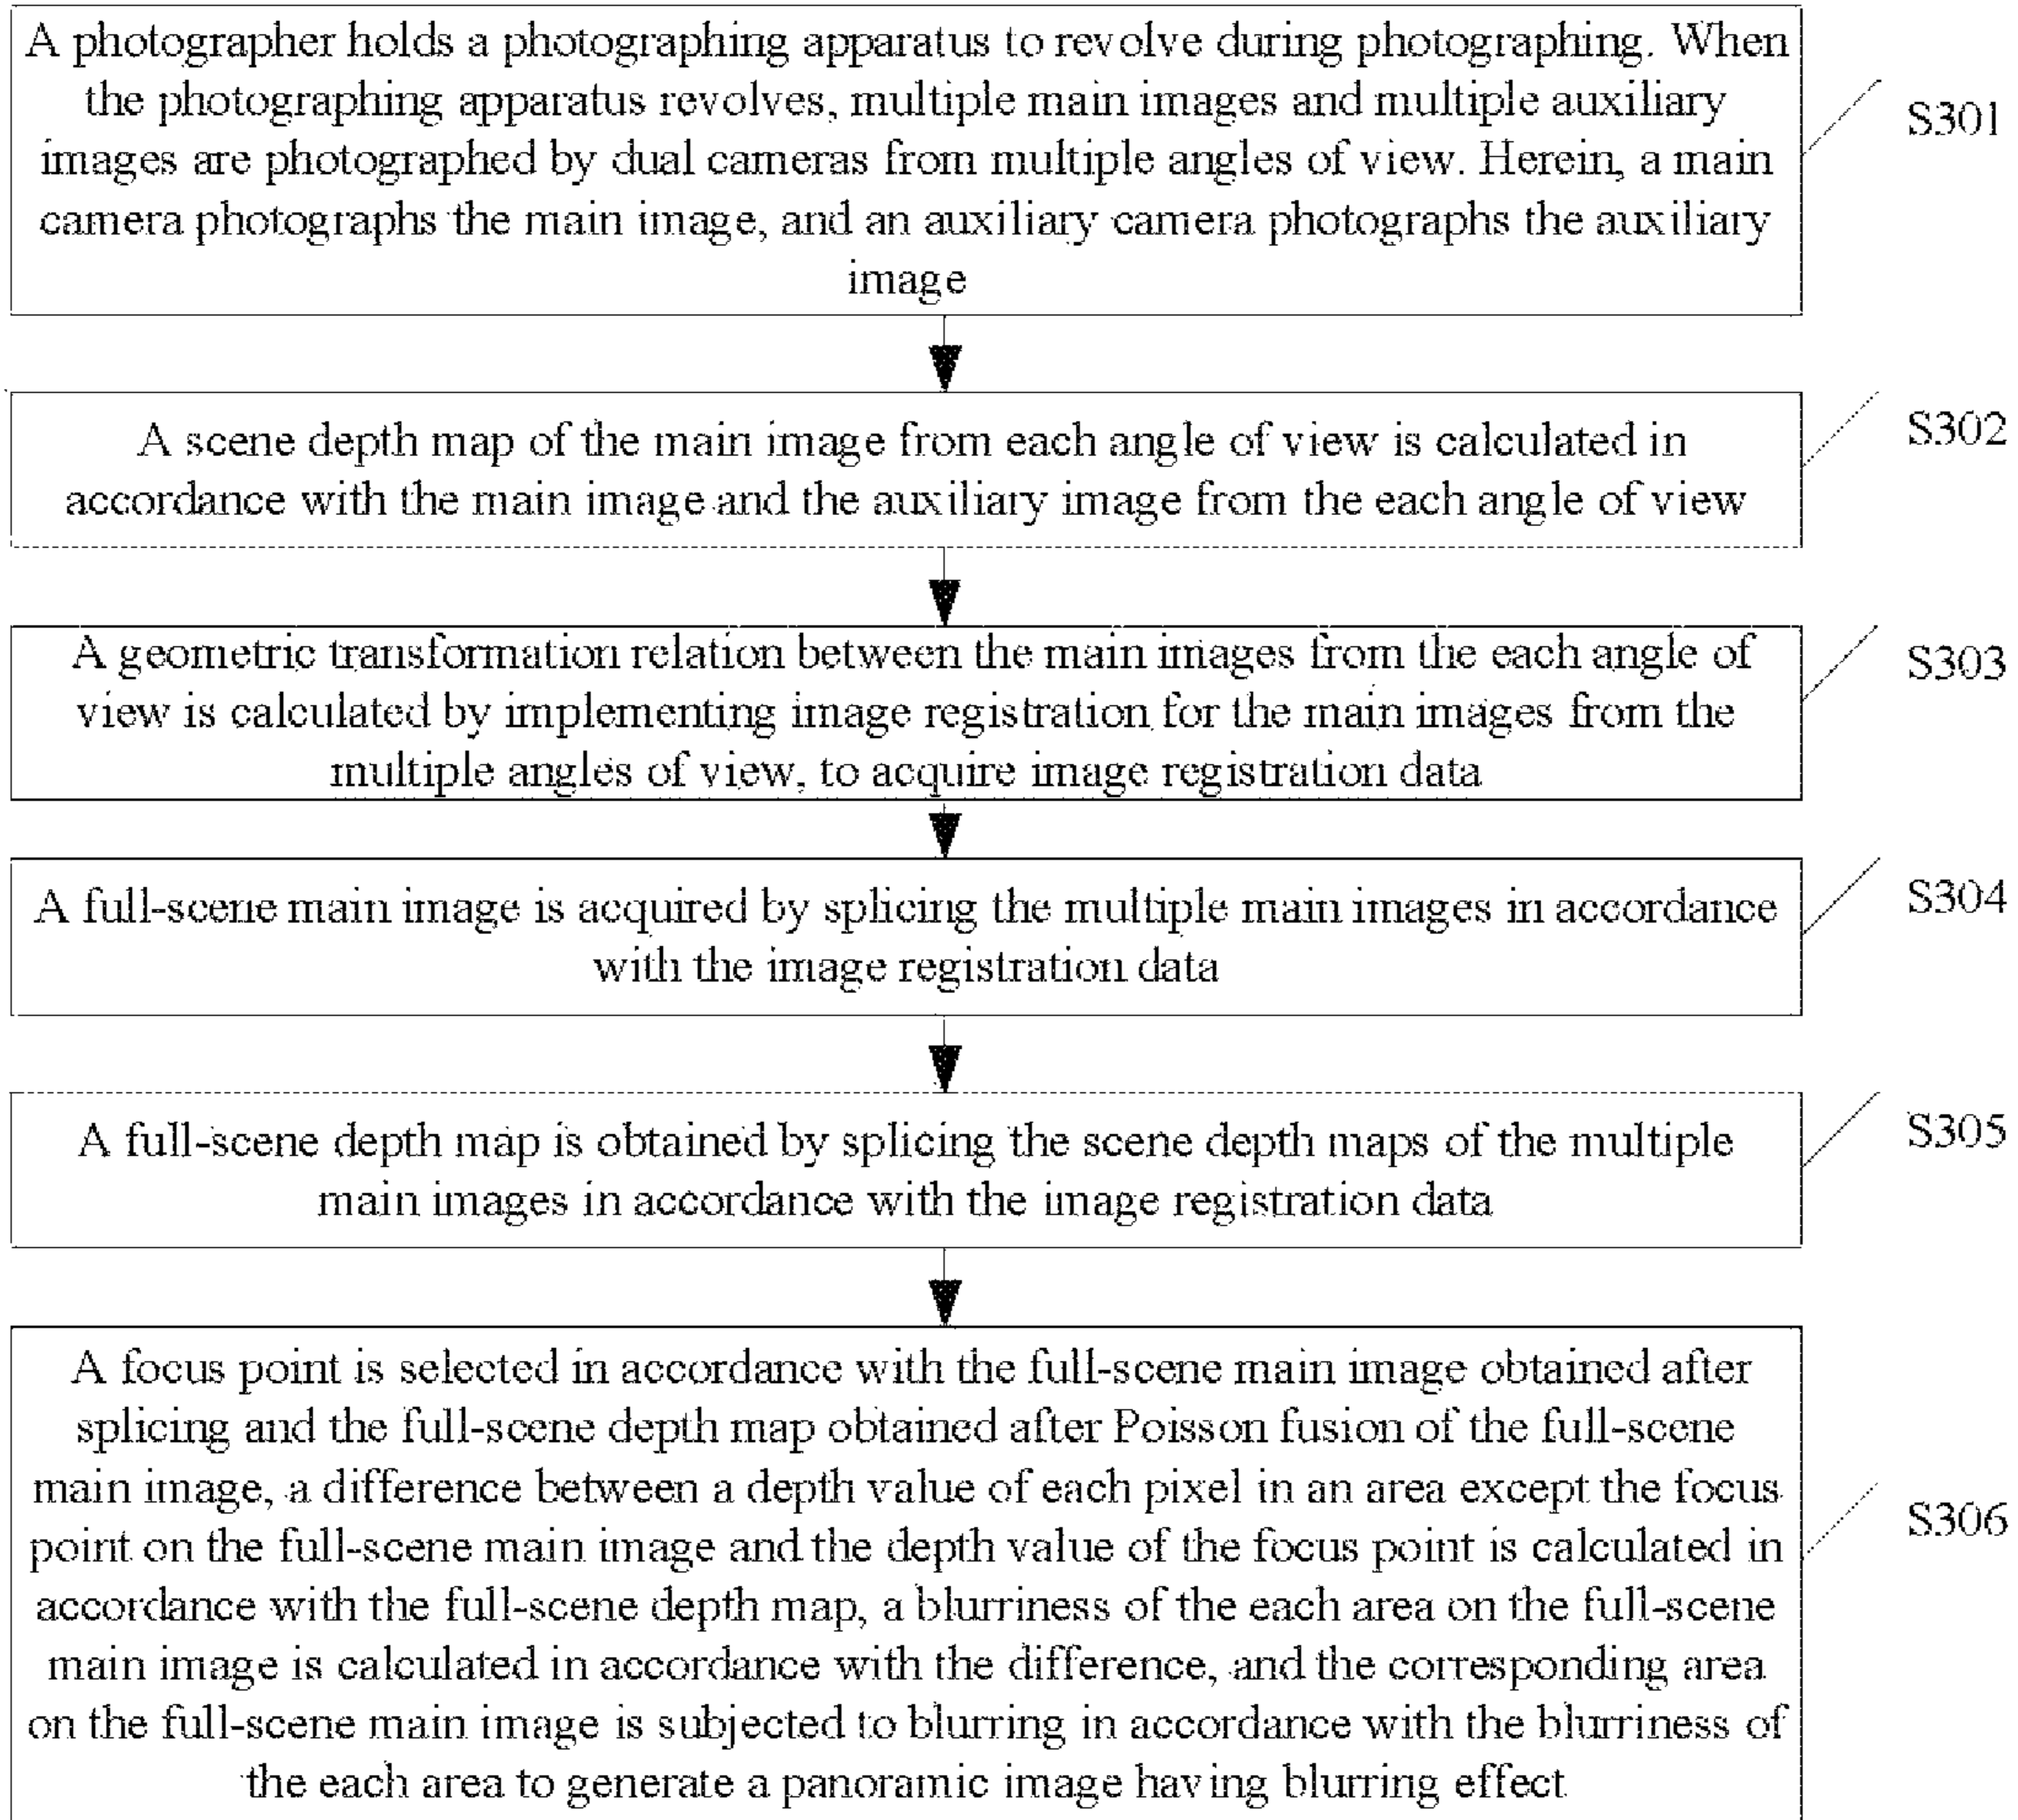 A photographer holds a photographing apparatus to revolve during photographing. When
the photographing apparatus revolves, multiple main images and multiple auxiliary
images are photographed by dual cameras from multiple angles of view. Herein, a main
camera photographs the main image, and an auxiliary camera photographs the auxiliary
image
S301
A scene depth map of the main image from each angle of view is calculated in
accordance with the main image and the auxiliary image from the each angle of view
S302
A geometric transformation relation between the main images from the each angle of
view is calculated by implementing image registration for the main images from the
multiple angles of view, to acquire image registration data
S303
A full-scene main image is acquired by splicing the multiple main images in accordance
with the image registration data
S304
A full-scene depth map is obtained by splicing the scene depth maps of the multiple
main images in accordance with the image registration data
S305
A focus point is selected in accordance with the full-scene main image obtained after
splicing and the full-scene depth map obtained after Poisson fusion of the full-scene
main image, a difference between a depth value of each pixel in an area except the focus
point on the full-scene main image and the depth value of the focus point is calculated in
accordance with the full-scene depth map, a blurriness of the each area on the full-scene
main image is calculated in accordance with the difference, and the corresponding area
on the full-scene main image is subjected to blurring in accordance with the blurriness of
the each area to generate a panoramic image having blurring effect
S306